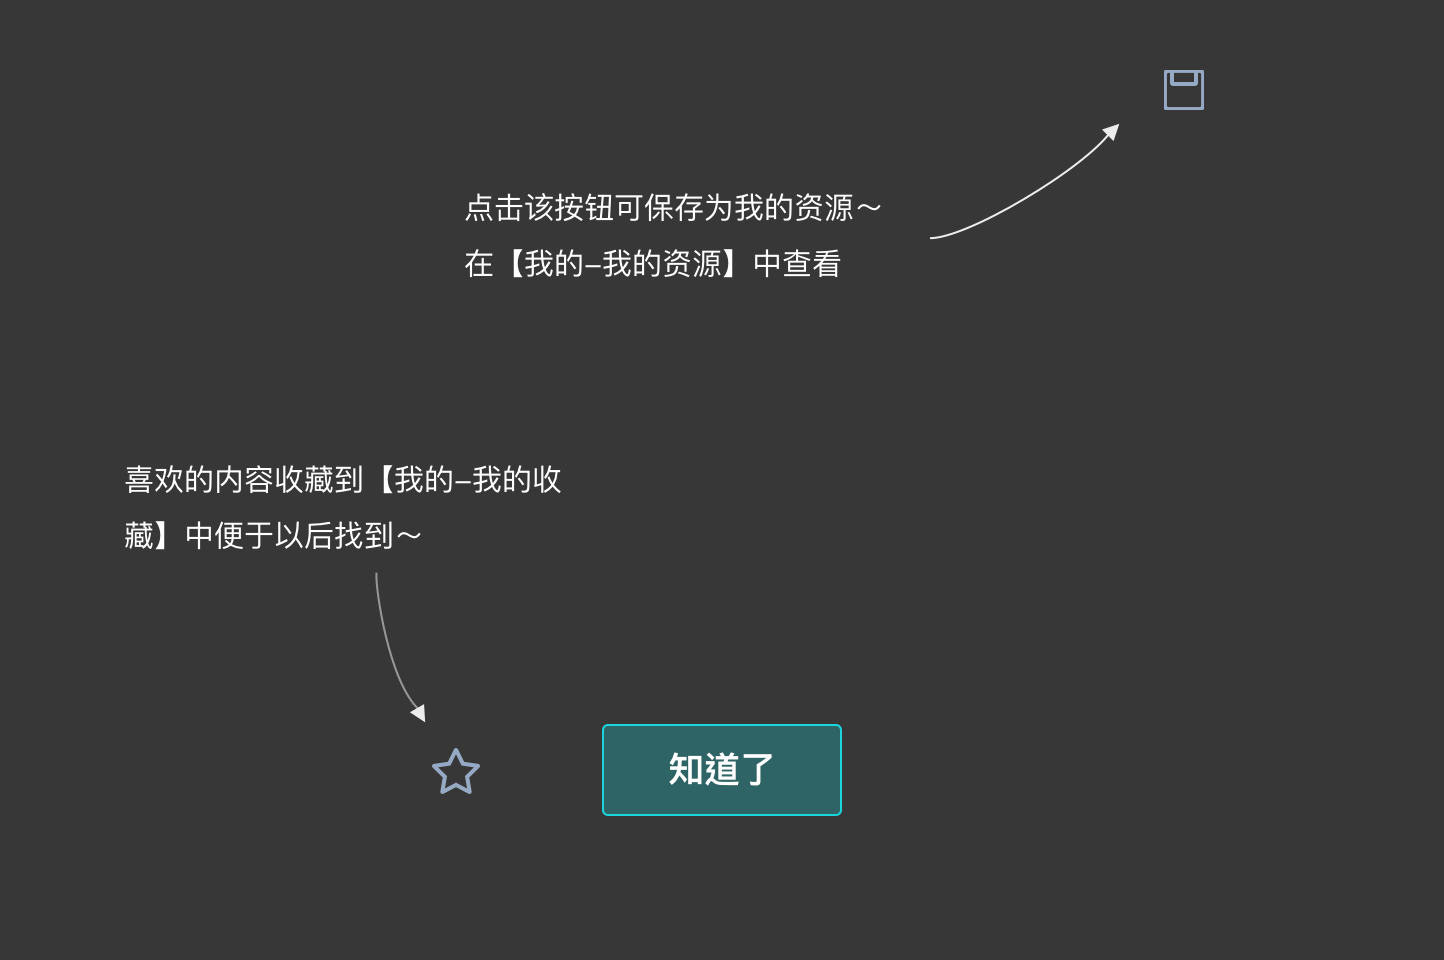 点击该按钮可保存为我的资源～
在【我的–我的资源】中查看
喜欢的内容收藏到【我的–我的收
藏】中便于以后找到～
知道了